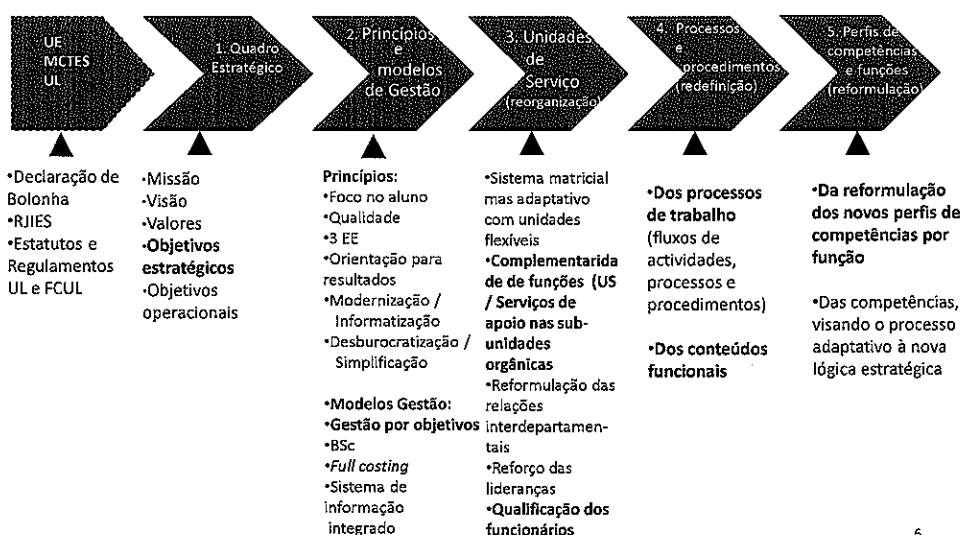 UE
MCTES
UL
1. Quadro
Estratégico
2. Princípios
e
modelos
de Gestão
3. Unidades
de
Serviço
(reorganização)
4. Processos
e
procedimentos
(redefinição)
5. Perfis de
competências
e funções
(reformulação)
•Declaração de
Bolonha
•RJIES
•Estatutos e
Regulamentos
UL e FCUL
•Missão
•Visão
•Valores
•Objetivos
estratégicos
•Objetivos
operacionais
Princípios:
•Foco no aluno
•Qualidade
•3 EE
•Orientação para
resultados
•Modernização /
Informatização
•Desburocratização /
Simplificação
•Modelos Gestão:
•Gestão por objetivos
•BSc
•Full costing
•Sistema de
informação
integrado
•Sistema matricial
mas adaptativo
com unidades
flexíveis
•Complementarida
de de funções (US
/ Serviços de
apoio nas sub-
unidades
orgânicas
•Reformulação das
relações
interdepartamen-
tais
•Reforço das
lideranças
•Qualificação dos
funcionários
•Dos processos
de trabalho
(fluxos de
actividades,
processos e
procedimentos)
•Dos conteúdos
funcionais
•Da reformulação
dos novos perfis de
competências por
função
•Das competências,
visando o processo
adaptativo à nova
lógica estratégica
6